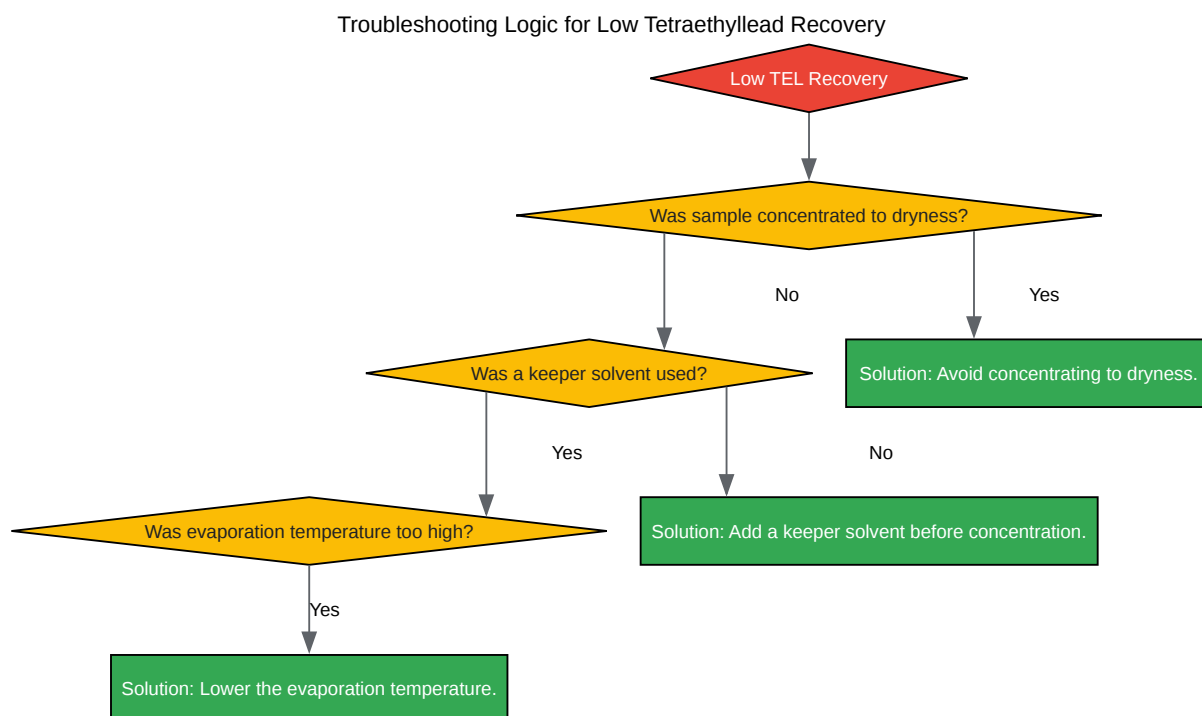 Troubleshooting Logic for Low Tetraethyllead Recovery
Low TEL Recovery
Was sample concentrated to dryness?
No
Yes
Was a keeper solvent used?
Solution: Avoid concentrating to dryness.
Yes
No
Was evaporation temperature too high?
Solution: Add a keeper solvent before concentration.
Yes
Solution: Lower the evaporation temperature.